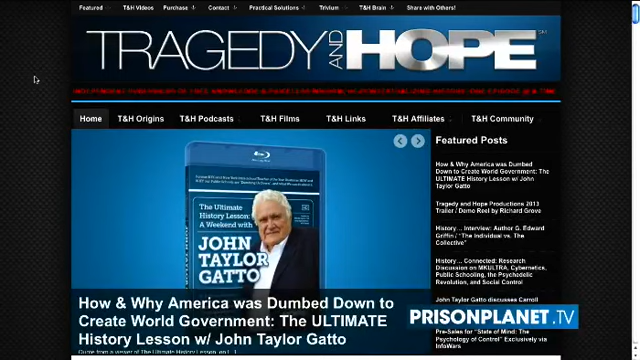 Featured T&H Videos Purchase Contact Practical Solutions Trivium T&H Brain Share with Others!
TRAGEDY AND HOPE
Home T&H Origins T&H Podcasts T&H Films T&H Links T&H Affiliates T&H Community
The Ultimate
History Lesson:
A Weekend with
JOHN
TAYLOR
GATTO
How & Why America was Dumbed Down to
Create World Government: The ULTIMATE
History Lesson w/ John Taylor Gatto
Featured Posts
How & Why America was Dumbed
Down to Create World Government:
The ULTIMATE History Lesson w/ John
Taylor Gatto
Tragedy and Hope Productions 2013
Trailer / Demo Reel by Richard Grove
History... Interview: Author G. Edward
Griffin / "The Individual vs. The
Collective"
History... Connected: Research
Discussion on MKULTRA, Cybernetics,
Public Schooling, the Psychedelic
Revolution, and Social Control
John Taylor Gatto discusses Carroll
PRISONPLANET.TV
Pre-Sales for "State of Mind: The
Psychology of Control" Exclusively via
InfoWars